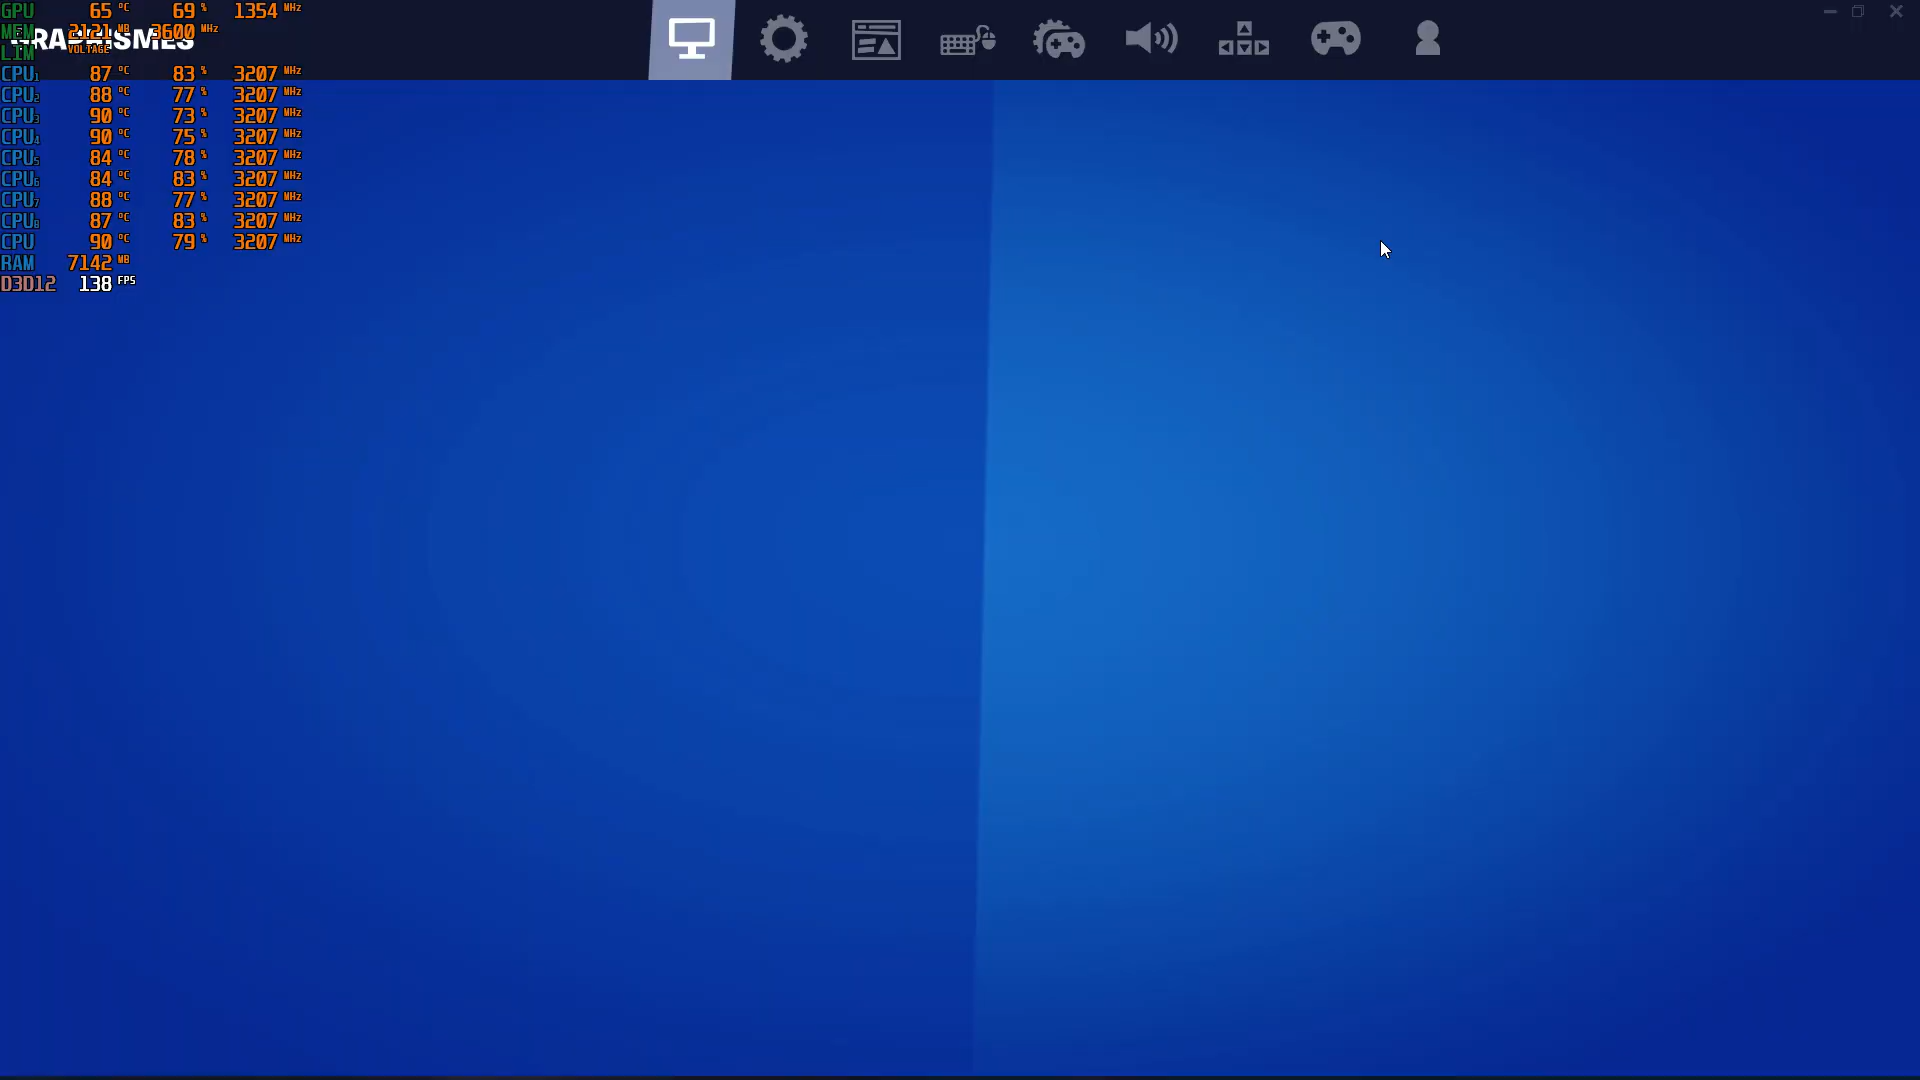 GPU 65 °C 69 % 1354 MHz
MEM 2121 MB 3600 MHz
GRAPHISMES
LIM VOLTAGE
CPU1 87 °C 83 % 3207 MHz
CPU2 88 °C 77 % 3207 MHz
CPU3 90 °C 73 % 3207 MHz
CPU4 90 °C 75 % 3207 MHz
CPU5 84 °C 78 % 3207 MHz
CPU6 84 °C 83 % 3207 MHz
CPU7 88 °C 77 % 3207 MHz
CPU8 87 °C 83 % 3207 MHz
CPU 90 °C 79 % 3207 MHz
RAM 7142 MB
D3D12 138 FPS